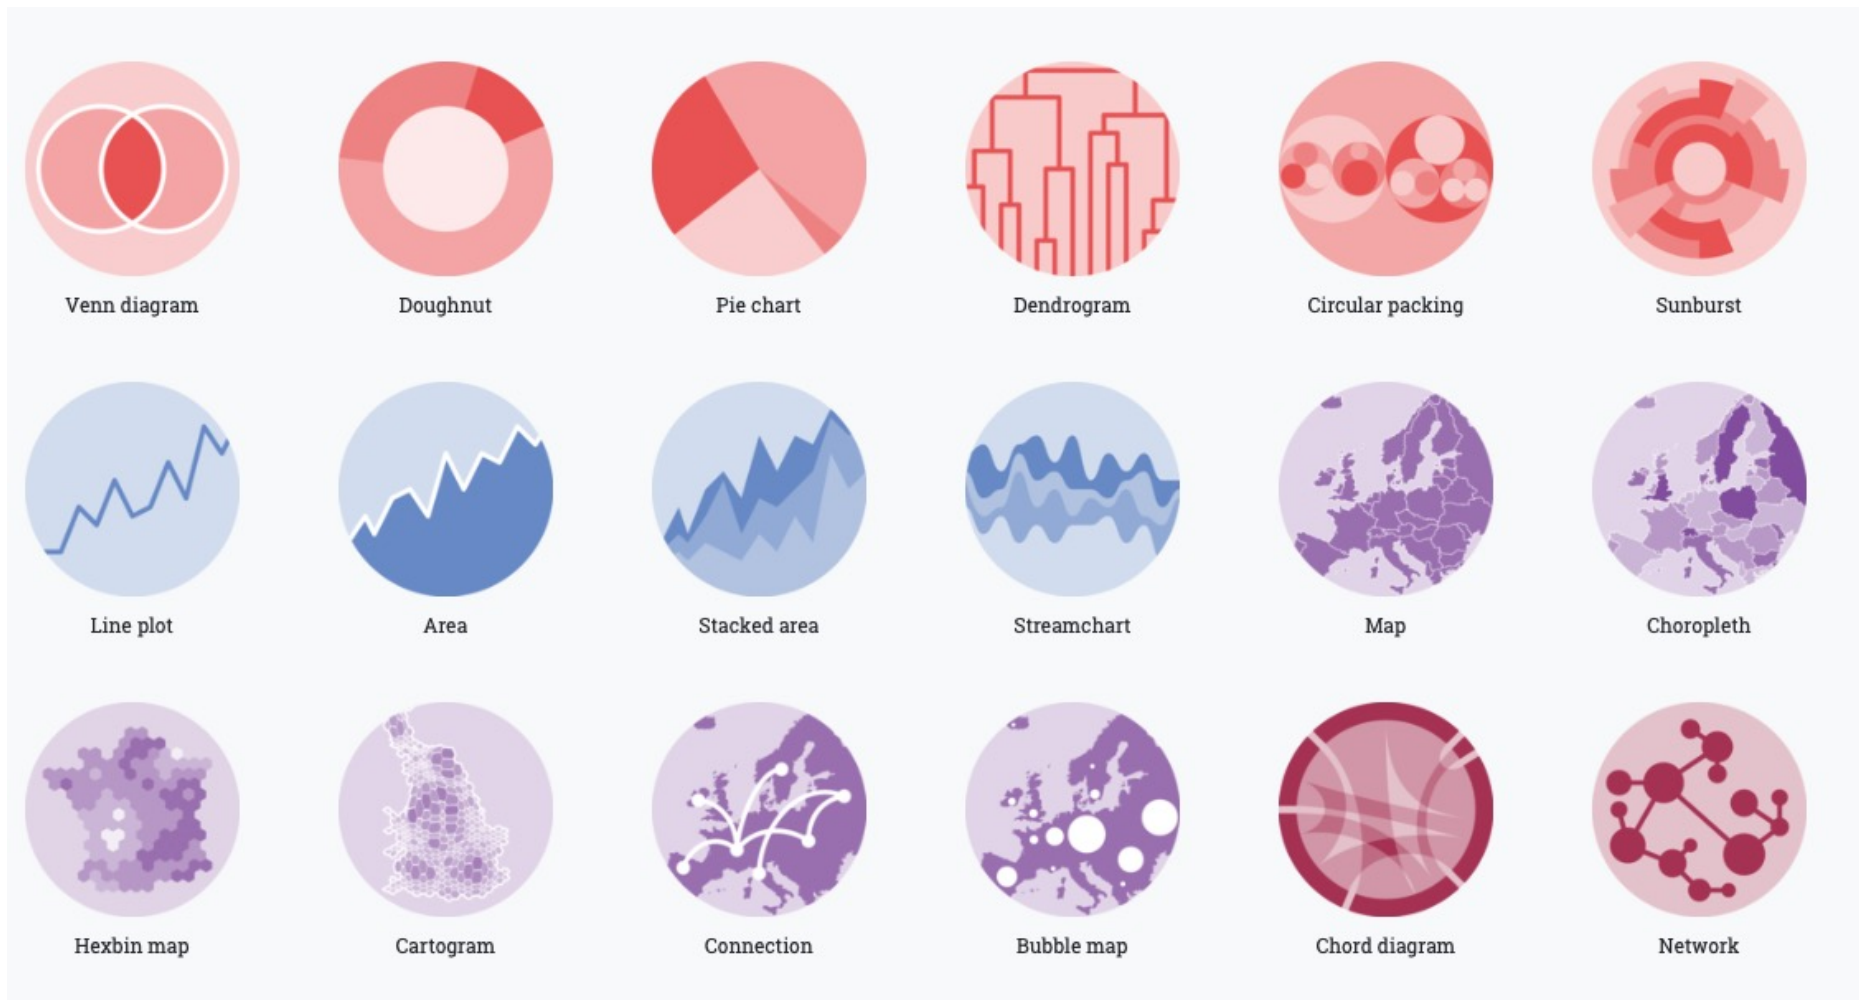 Venn diagram
Doughnut
Pie chart
Dendrogram
Circular packing
Sunburst
Line plot
Area
Stacked area
Streamchart
Map
Choropleth
Hexbin map
Cartogram
Connection
Bubble map
Chord diagram
Network